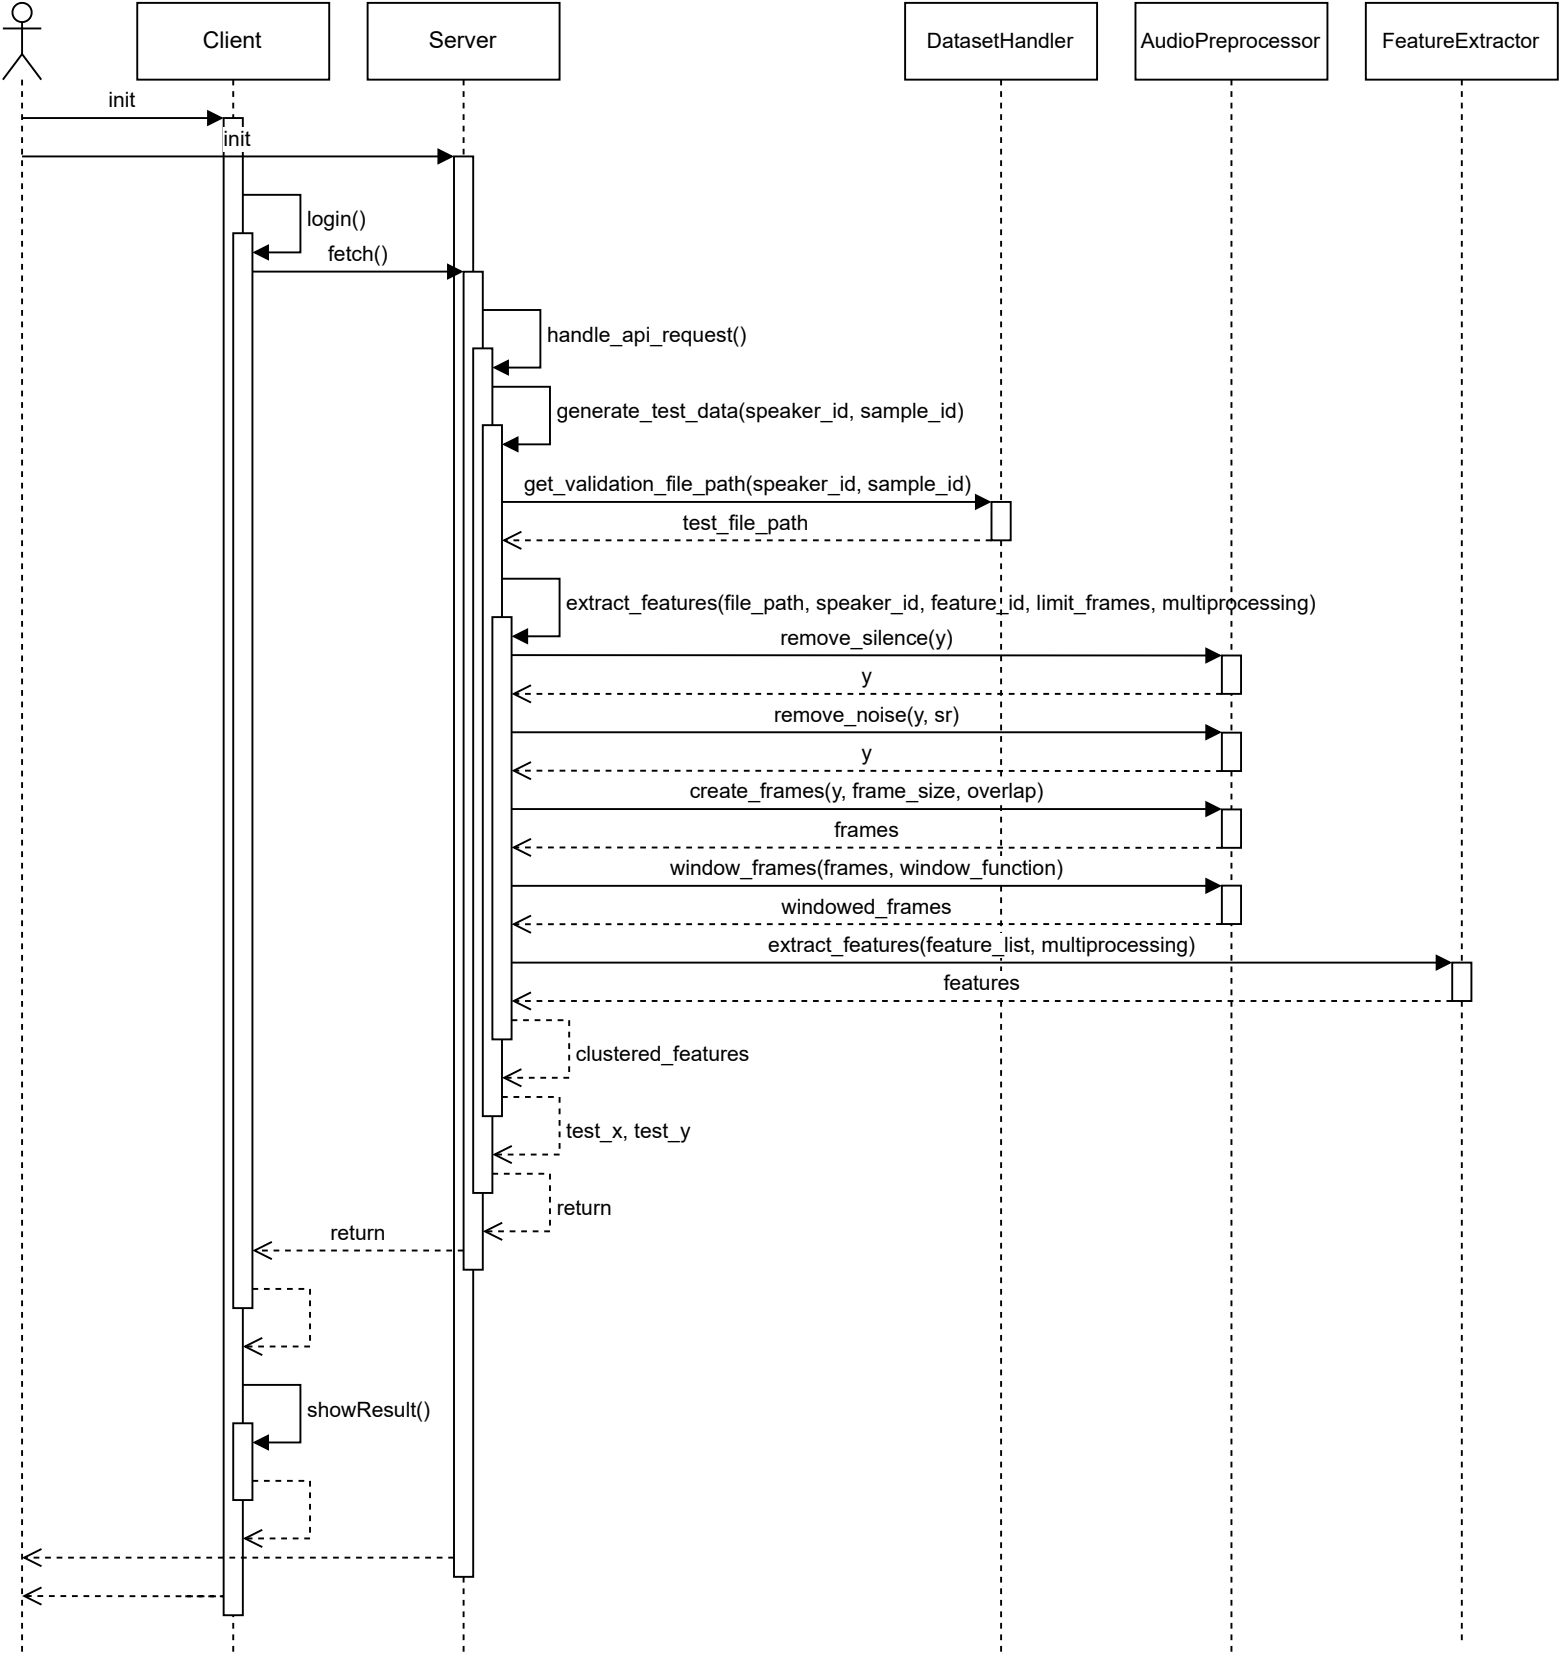 Client
Server
DatasetHandler
AudioPreprocessor
FeatureExtractor
init
init
login()
fetch()
handle_api_request()
generate_test_data(speaker_id, sample_id)
get_validation_file_path(speaker_id, sample_id)
test_file_path
extract_features(file_path, speaker_id, feature_id, limit_frames, multiprocessing)
remove_silence(y)
y
remove_noise(y, sr)
y
create_frames(y, frame_size, overlap)
frames
window_frames(frames, window_function)
windowed_frames
extract_features(feature_list, multiprocessing)
features
clustered_features
test_x, test_y
return
return
showResult()